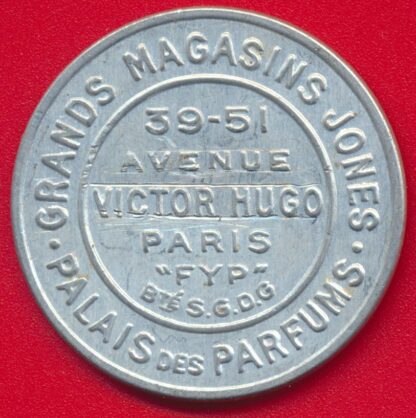 GRANDS MAGASINS JONES
39-51
AVENUE
VICTOR HUGO
PARIS
"FYP"
BTÉ S.G.D.G
PALAIS DES PARFUMS